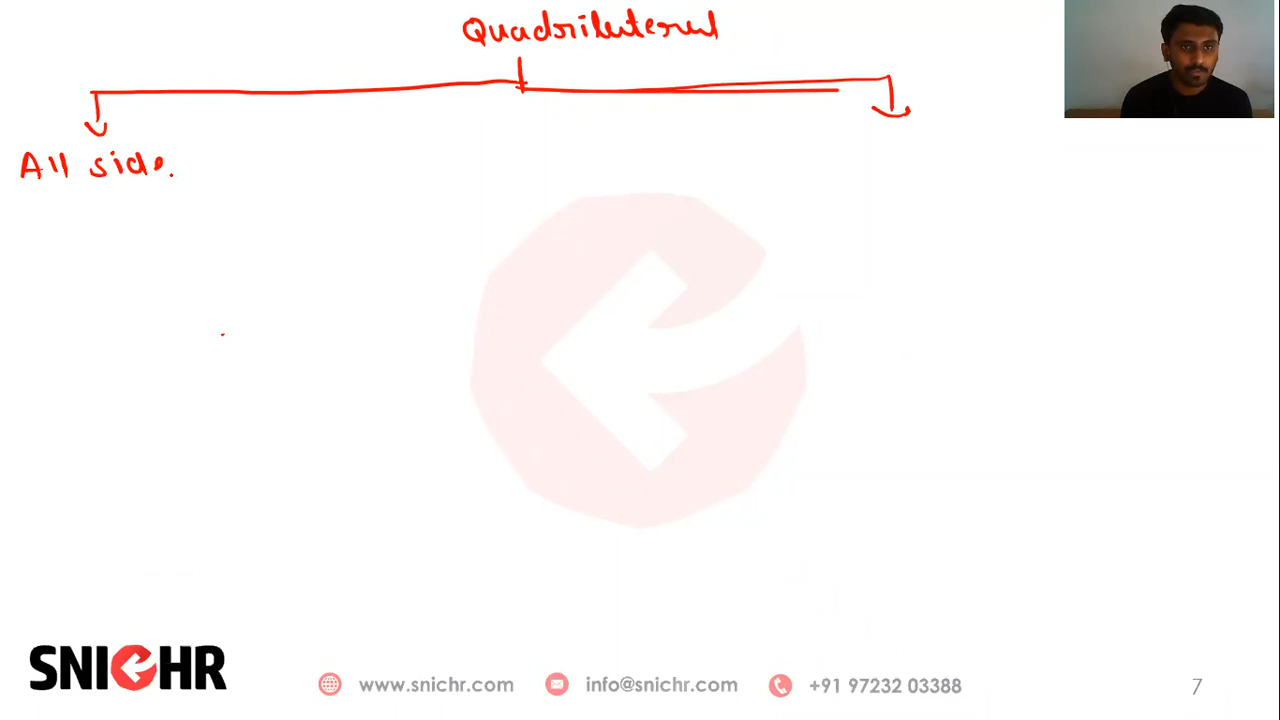 Quadrilateral
All side.
SNICHR
www.snichr.com
info@snichr.com
+91 97232 03388
7